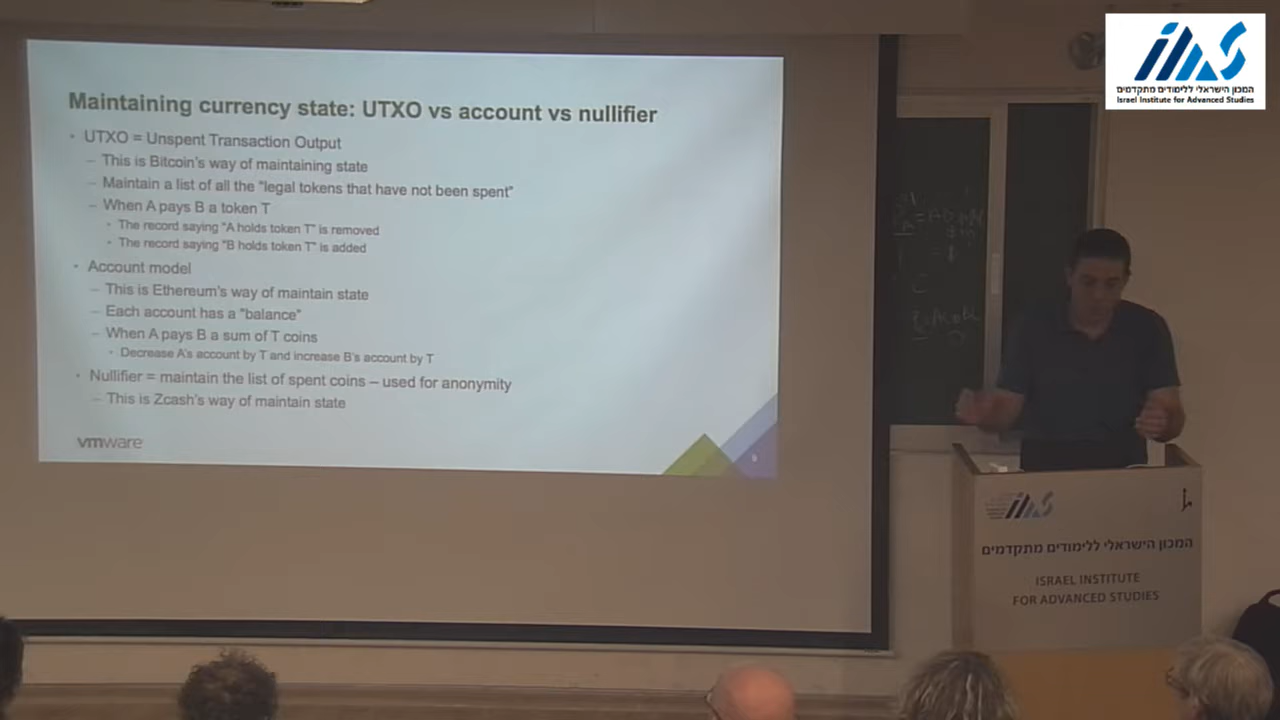 Maintaining currency state: UTXO vs account vs nullifier
• UTXO = Unspent Transaction Output
– This is Bitcoin's way of maintaining state
– Maintain a list of all the "legal tokens that have not been spent"
– When A pays B a token T
• The record saying "A holds token T" is removed
• The record saying "B holds token T" is added
• Account model
– This is Ethereum's way of maintain state
– Each account has a "balance"
– When A pays B a sum of T coins
• Decrease A's account by T and increase B's account by T
• Nullifier = maintain the list of spent coins – used for anonymity
– This is Zcash's way of maintain state
vmware
IIAS
המכון הישראלי ללימודים מתקדמים
Israel Institute for Advanced Studies
IIAS
המכון הישראלי ללימודים מתקדמים
ISRAEL INSTITUTE
FOR ADVANCED STUDIES